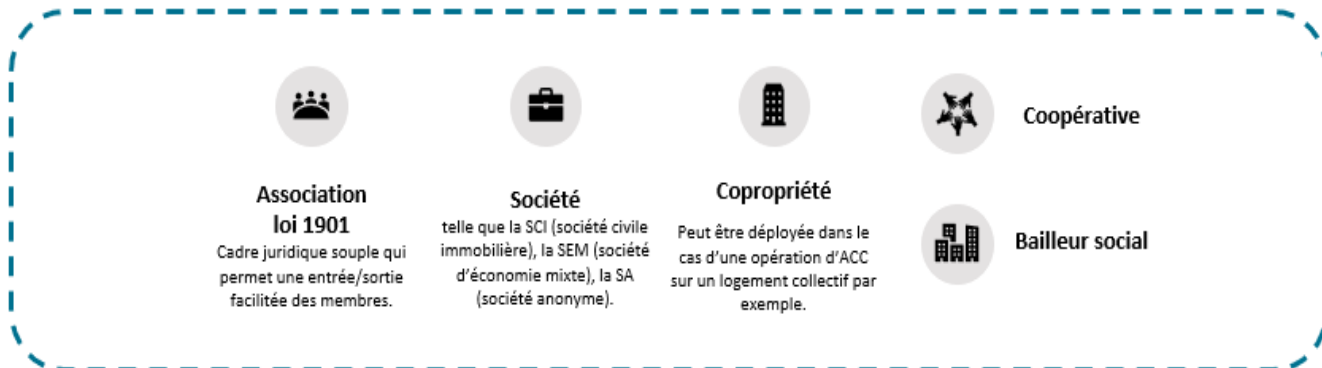 Association
loi 1901
Cadre juridique souple qui
permet une entrée/sortie
facilitée des membres.
Société
telle que la SCI (société civile
immobilière), la SEM (société
d'économie mixte), la SA
(société anonyme).
Copropriété
Peut être déployée dans le
cas d'une opération d'ACC
sur un logement collectif par
exemple.
Coopérative
Bailleur social